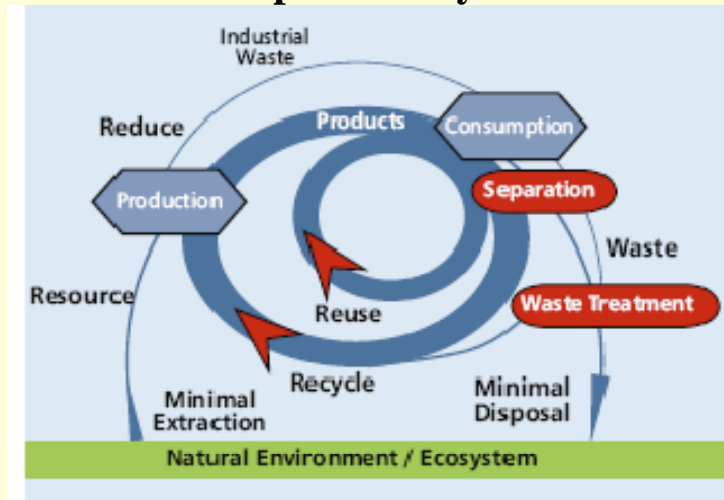 Industrial
Waste
Reduce
Products
Consumption
Production
Separation
Waste
Resource
Waste Treatment
Reuse
Recycle
Minimal
Extraction
Minimal
Disposal
Natural Environment / Ecosystem